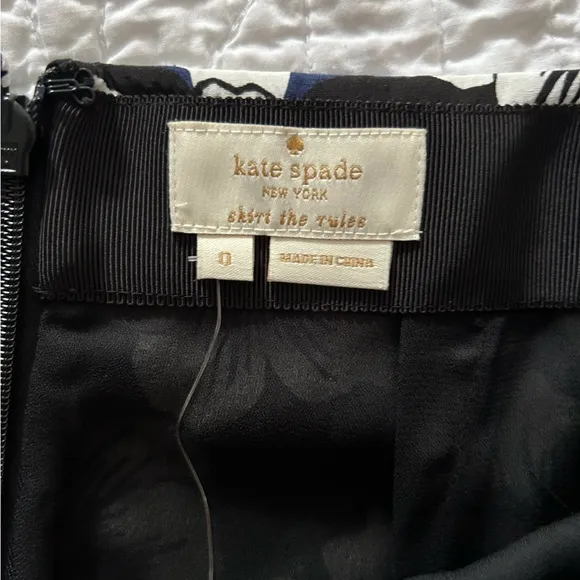 kate spade
NEW YORK
skirt the rules
0
MADE IN CHINA